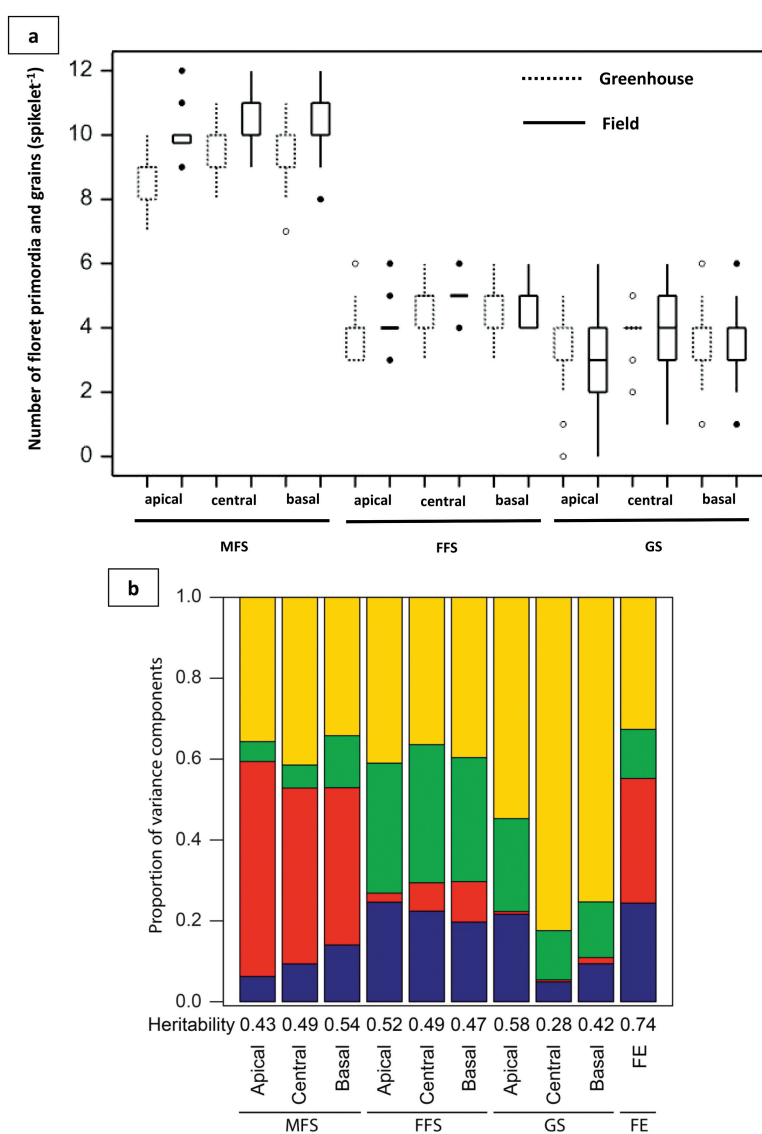 a
Number of floret primordia and grains (spikelet⁻¹)
12
10
8
6
4
2
0
Greenhouse
Field
apical central basal apical central basal apical central basal
MFS FFS GS
b
Proportion of variance components
1.0
0.8
0.6
0.4
0.2
0.0
Heritability 0.43 0.49 0.54 0.52 0.49 0.47 0.58 0.28 0.42 0.74
Apical Central Basal Apical Central Basal Apical Central Basal FE
MFS FFS GS FE